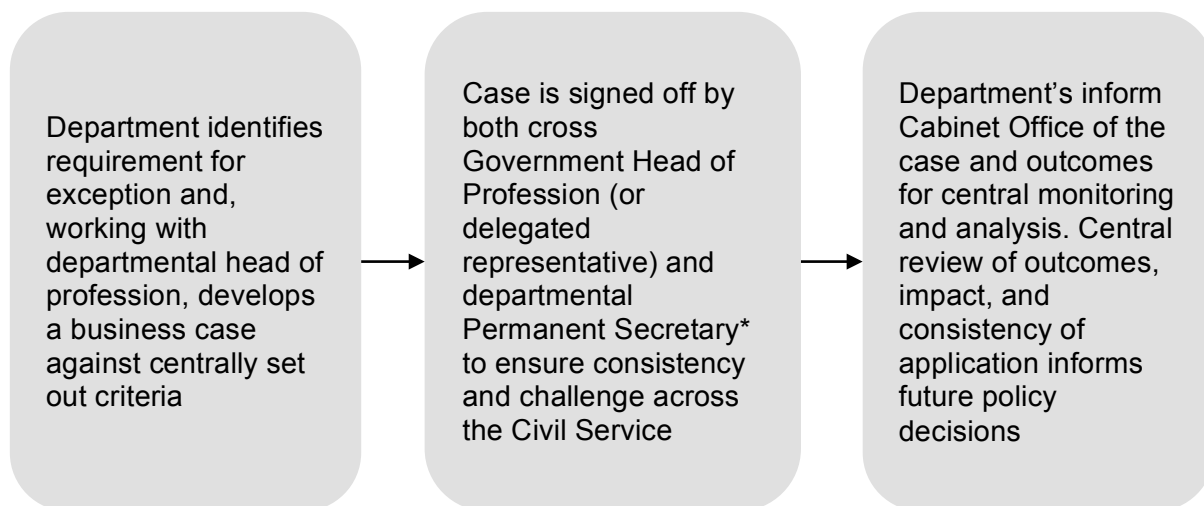 Department identifies
requirement for
exception and,
working with
departmental head of
profession, develops
a business case
against centrally set
out criteria
Case is signed off by
both cross
Government Head of
Profession (or
delegated
representative) and
departmental
Permanent Secretary*
to ensure consistency
and challenge across
the Civil Service
Department’s inform
Cabinet Office of the
case and outcomes
for central monitoring
and analysis. Central
review of outcomes,
impact, and
consistency of
application informs
future policy
decisions